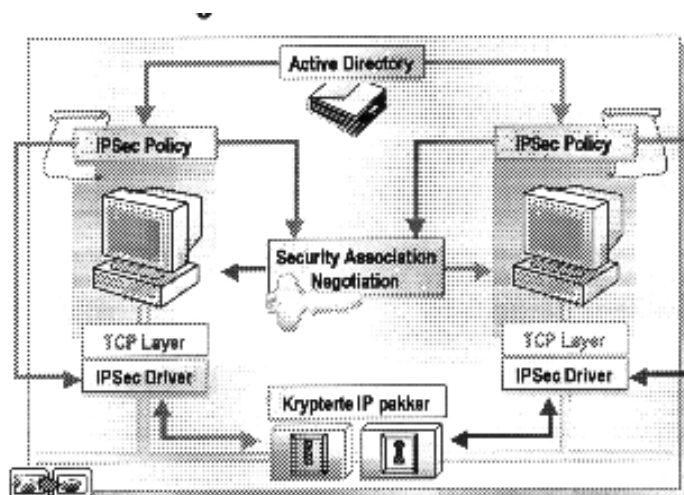 Active Directory
IPSec Policy
IPSec Policy
Security Association
Negotiation
TCP Layer
IPSec Driver
TCP Layer
IPSec Driver
Krypterte IP pakker